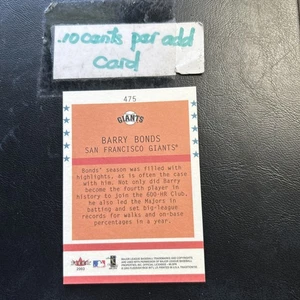 .10cents per add
Card
475
GIANTS
BARRY BONDS
SAN FRANCISCO GIANTS®
Bonds' season was filled with
highlights, as is often the case
with him. Not only did Barry
become the fourth player in
history to join the 600-HR Club,
he also led the Majors in
batting and set big-league
records for walks and on-base
percentages in a year.